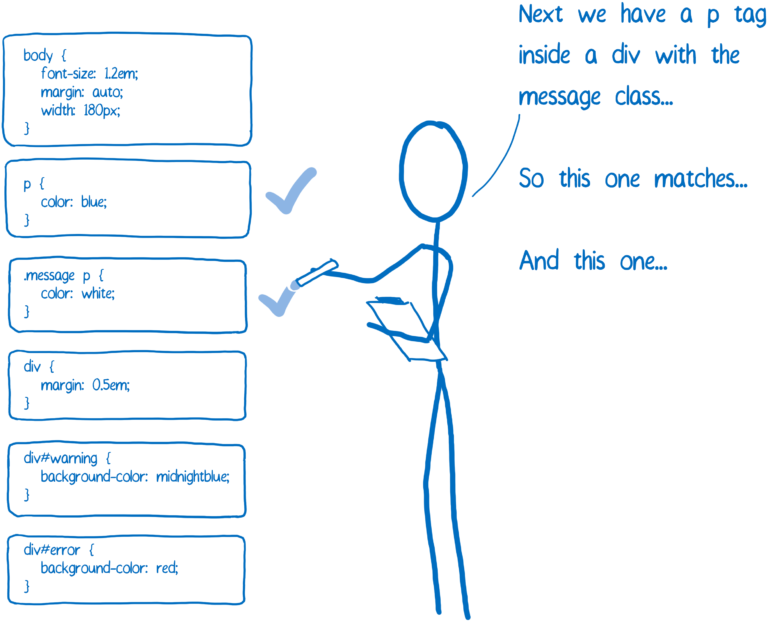 body {
font-size: 1.2em;
margin: auto;
width: 180px;
}
p {
color: blue;
}
.message p {
color: white;
}
div {
margin: 0.5em;
}
div#warning {
background-color: midnightblue;
}
div#error {
background-color: red;
}
Next we have a p tag
inside a div with the
message class...
So this one matches...
And this one...